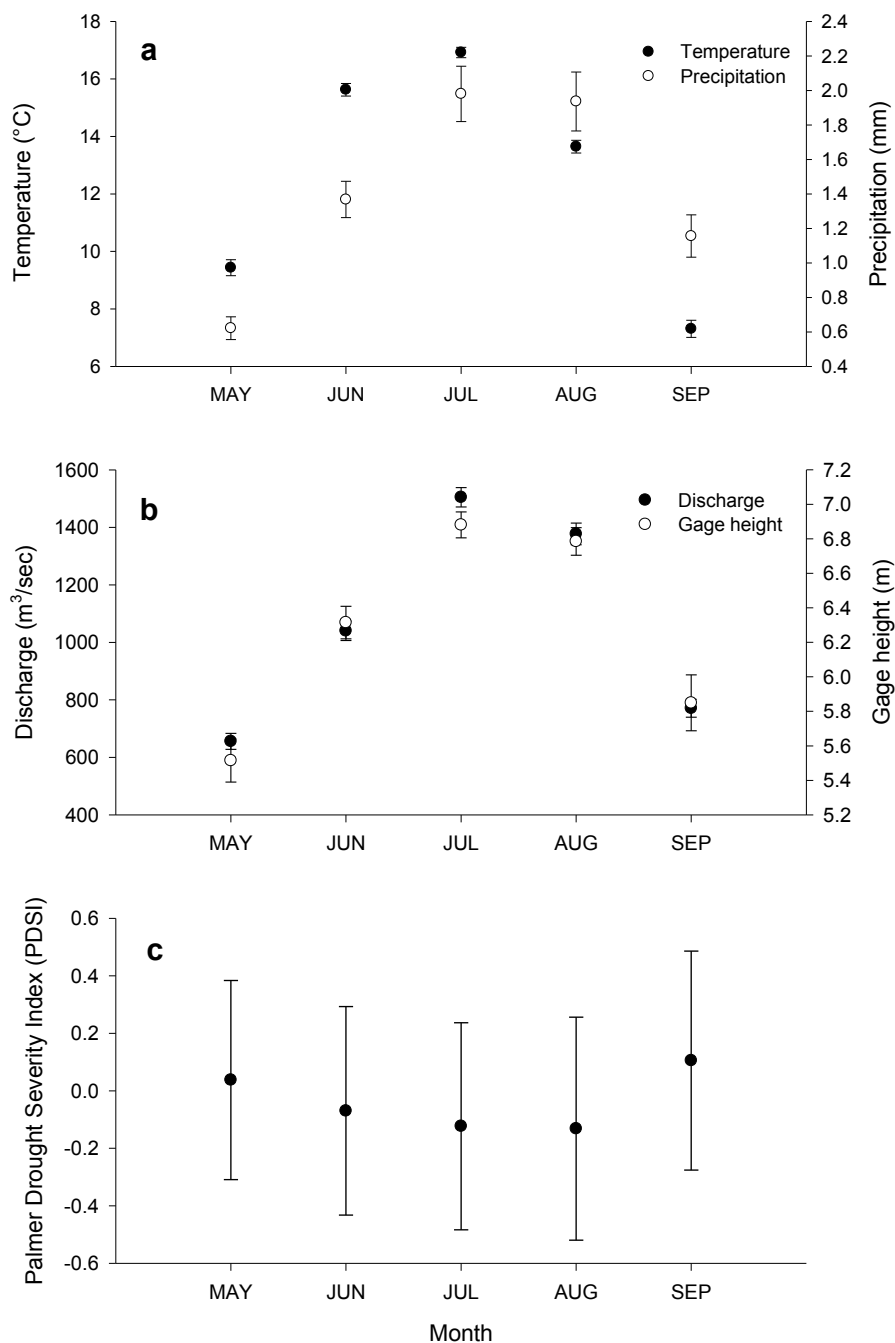 a
Temperature
Precipitation
Temperature (°C)
Precipitation (mm)
18
16
14
12
10
8
6
2.4
2.2
2.0
1.8
1.6
1.4
1.2
1.0
0.8
0.6
0.4
MAY JUN JUL AUG SEP
b
Discharge
Gage height
Discharge (m³/sec)
Gage height (m)
1600
1400
1200
1000
800
600
400
7.2
7.0
6.8
6.6
6.4
6.2
6.0
5.8
5.6
5.4
5.2
MAY JUN JUL AUG SEP
c
Palmer Drought Severity Index (PDSI)
0.6
0.4
0.2
0.0
-0.2
-0.4
-0.6
MAY JUN JUL AUG SEP
Month